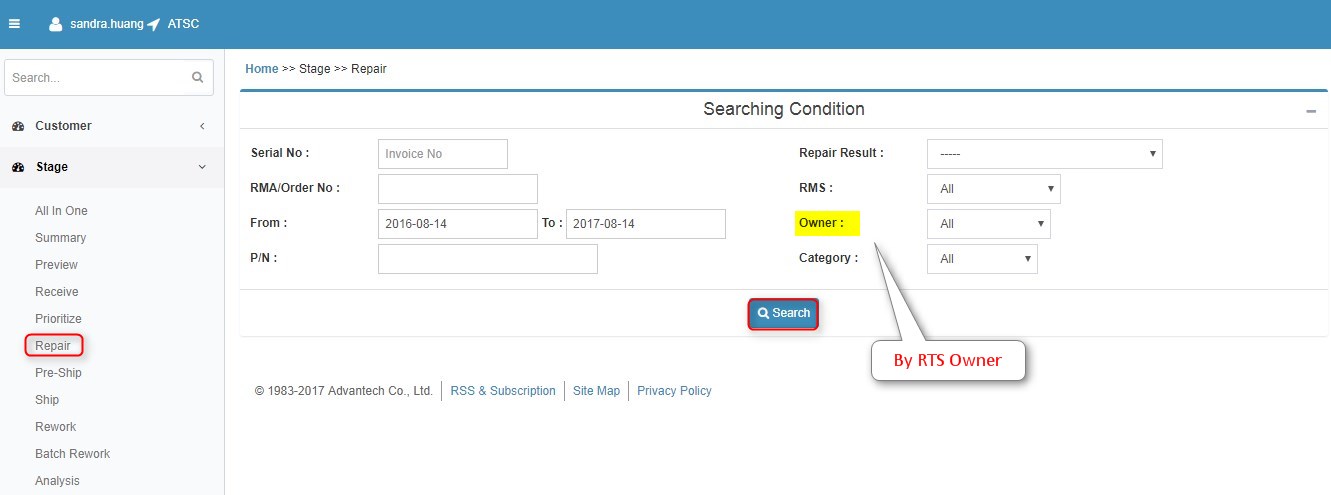 sandra.huang ATSC
Search...
Customer
Stage
All In One
Summary
Preview
Receive
Prioritize
Repair
Pre-Ship
Ship
Rework
Batch Rework
Analysis
Home >> Stage >> Repair
Searching Condition
Serial No : Invoice No Repair Result : -----
RMA/Order No : RMS : All
From : 2016-08-14 To : 2017-08-14 Owner : All
P/N : Category : All
Search
By RTS Owner
© 1983-2017 Advantech Co., Ltd. RSS & Subscription Site Map Privacy Policy